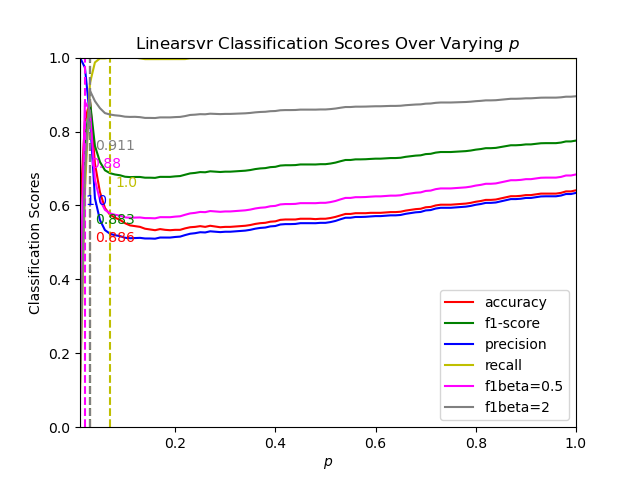 Linearsvr Classification Scores Over Varying p
1.0
0.8
0.6
0.4
0.2
0.0
Classification Scores
0.911
0.88
1.0
1.0
0.883
0.886
accuracy
f1-score
precision
recall
f1beta=0.5
f1beta=2
0.2
0.4
0.6
0.8
1.0
p